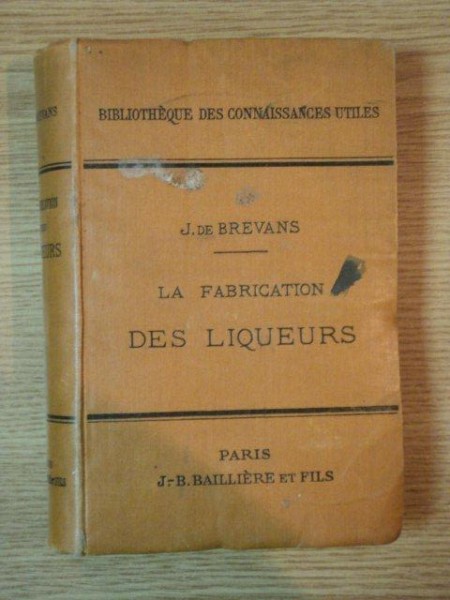 BIBLIOTHÈQUE DES CONNAISSANCES UTILES
J. DE BREVANS
LA FABRICATION
DES LIQUEURS
PARIS
J.-B. BAILLIÈRE ET FILS